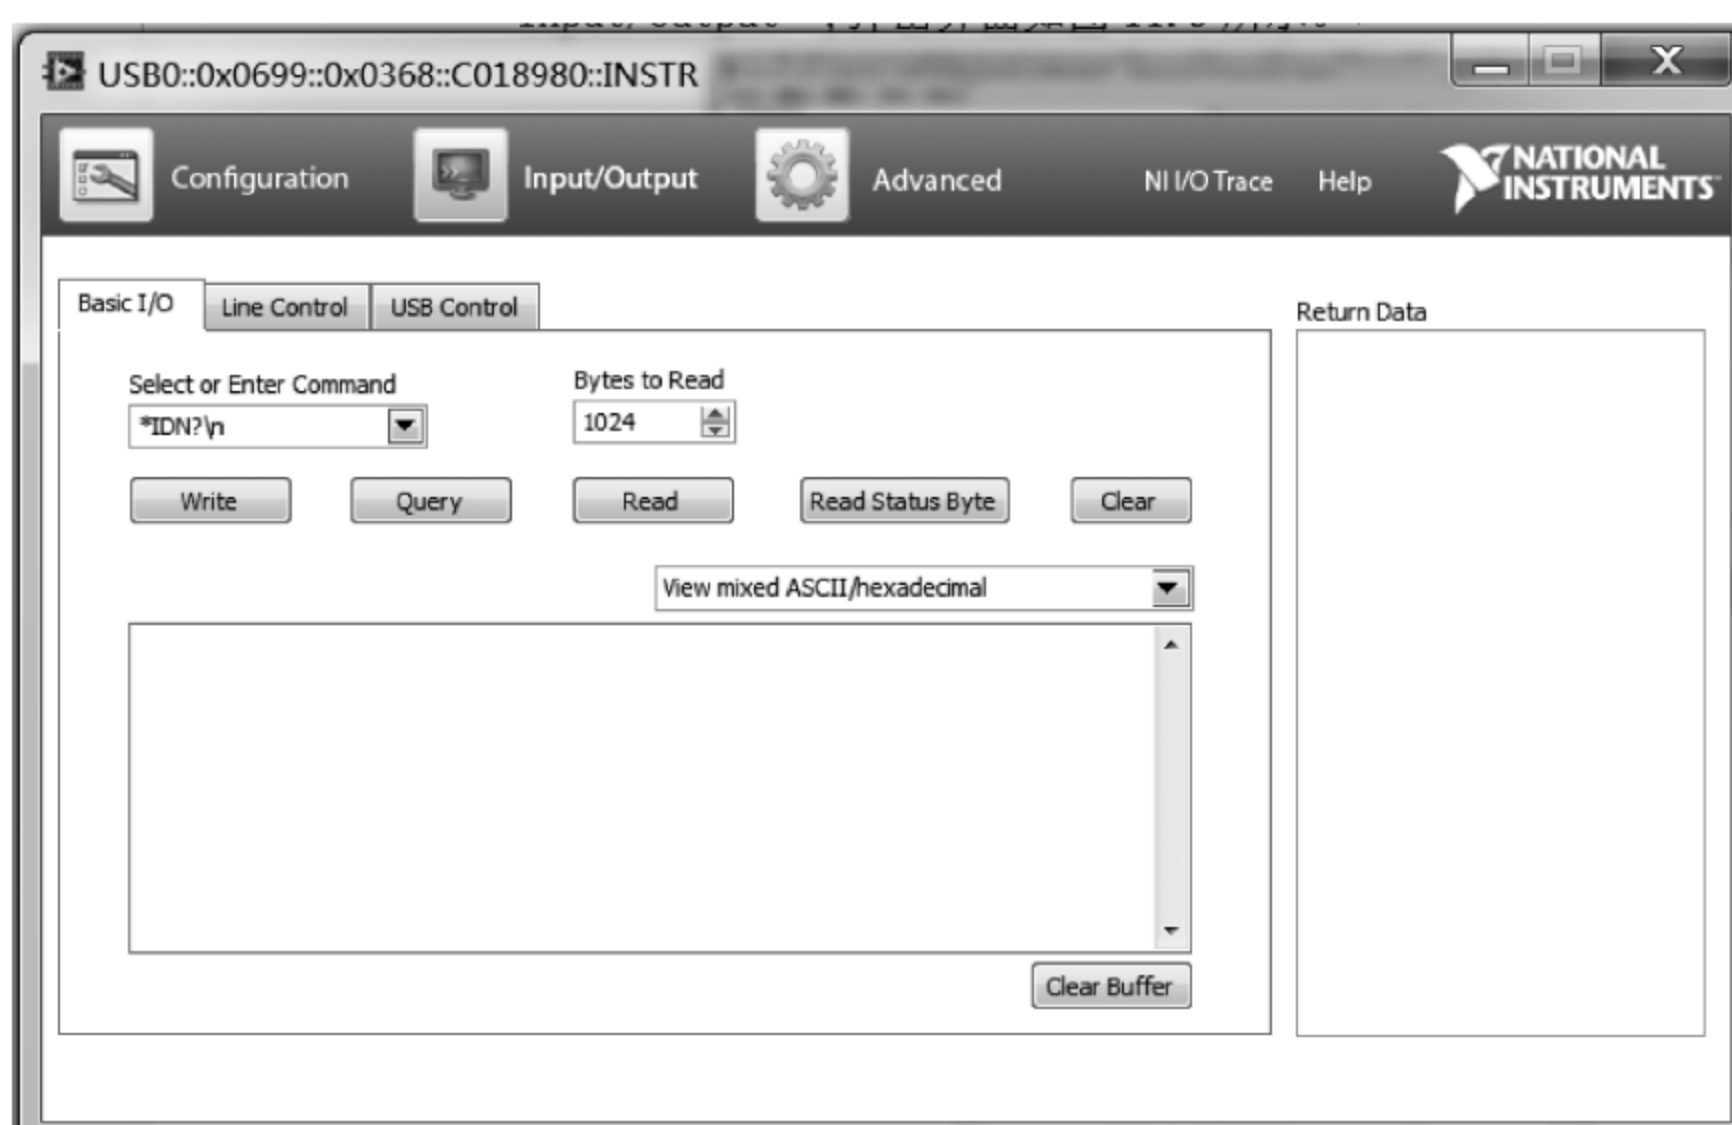 USB0::0x0699::0x0368::C018980::INSTR
Configuration
Input/Output
Advanced
NI I/O Trace
Help
NATIONAL
INSTRUMENTS
Basic I/O
Line Control
USB Control
Return Data
Select or Enter Command
Bytes to Read
*IDN?\n
1024
Write
Query
Read
Read Status Byte
Clear
View mixed ASCII/hexadecimal
Clear Buffer